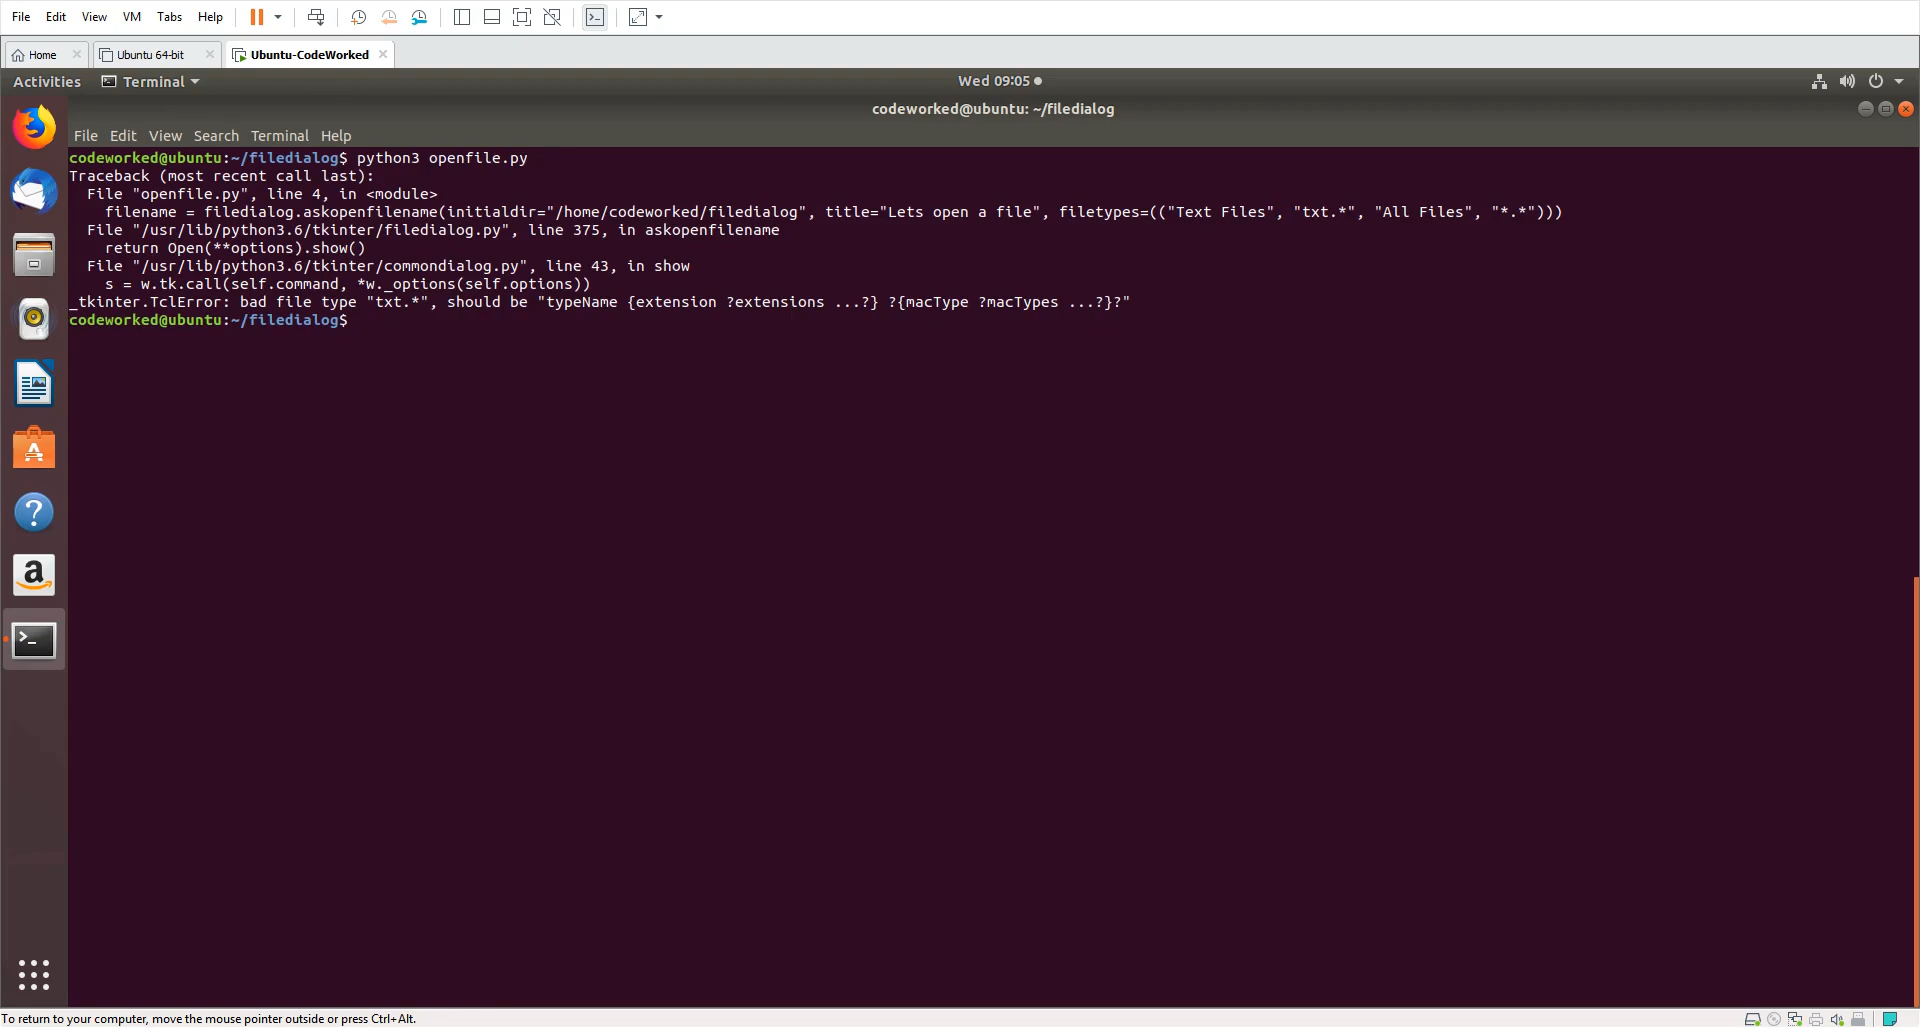 File Edit View VM Tabs Help
Home Ubuntu 64-bit Ubuntu-CodeWorked
Activities Terminal Wed 09:05
codeworked@ubuntu: ~/filedialog
File Edit View Search Terminal Help
codeworked@ubuntu:~/filedialog$ python3 openfile.py
Traceback (most recent call last):
  File "openfile.py", line 4, in <module>
    filename = filedialog.askopenfilename(initialdir="/home/codeworked/filedialog", title="Lets open a file", filetypes=(("Text Files", "txt.*", "All Files", "*.*")))
  File "/usr/lib/python3.6/tkinter/filedialog.py", line 375, in askopenfilename
    return Open(**options).show()
  File "/usr/lib/python3.6/tkinter/commondialog.py", line 43, in show
    s = w.tk.call(self.command, *w._options(self.options))
_tkinter.TclError: bad file type "txt.*", should be "typeName {extension ?extensions ...?} ?{macType ?macTypes ...?}?"
codeworked@ubuntu:~/filedialog$
To return to your computer, move the mouse pointer outside or press Ctrl+Alt.